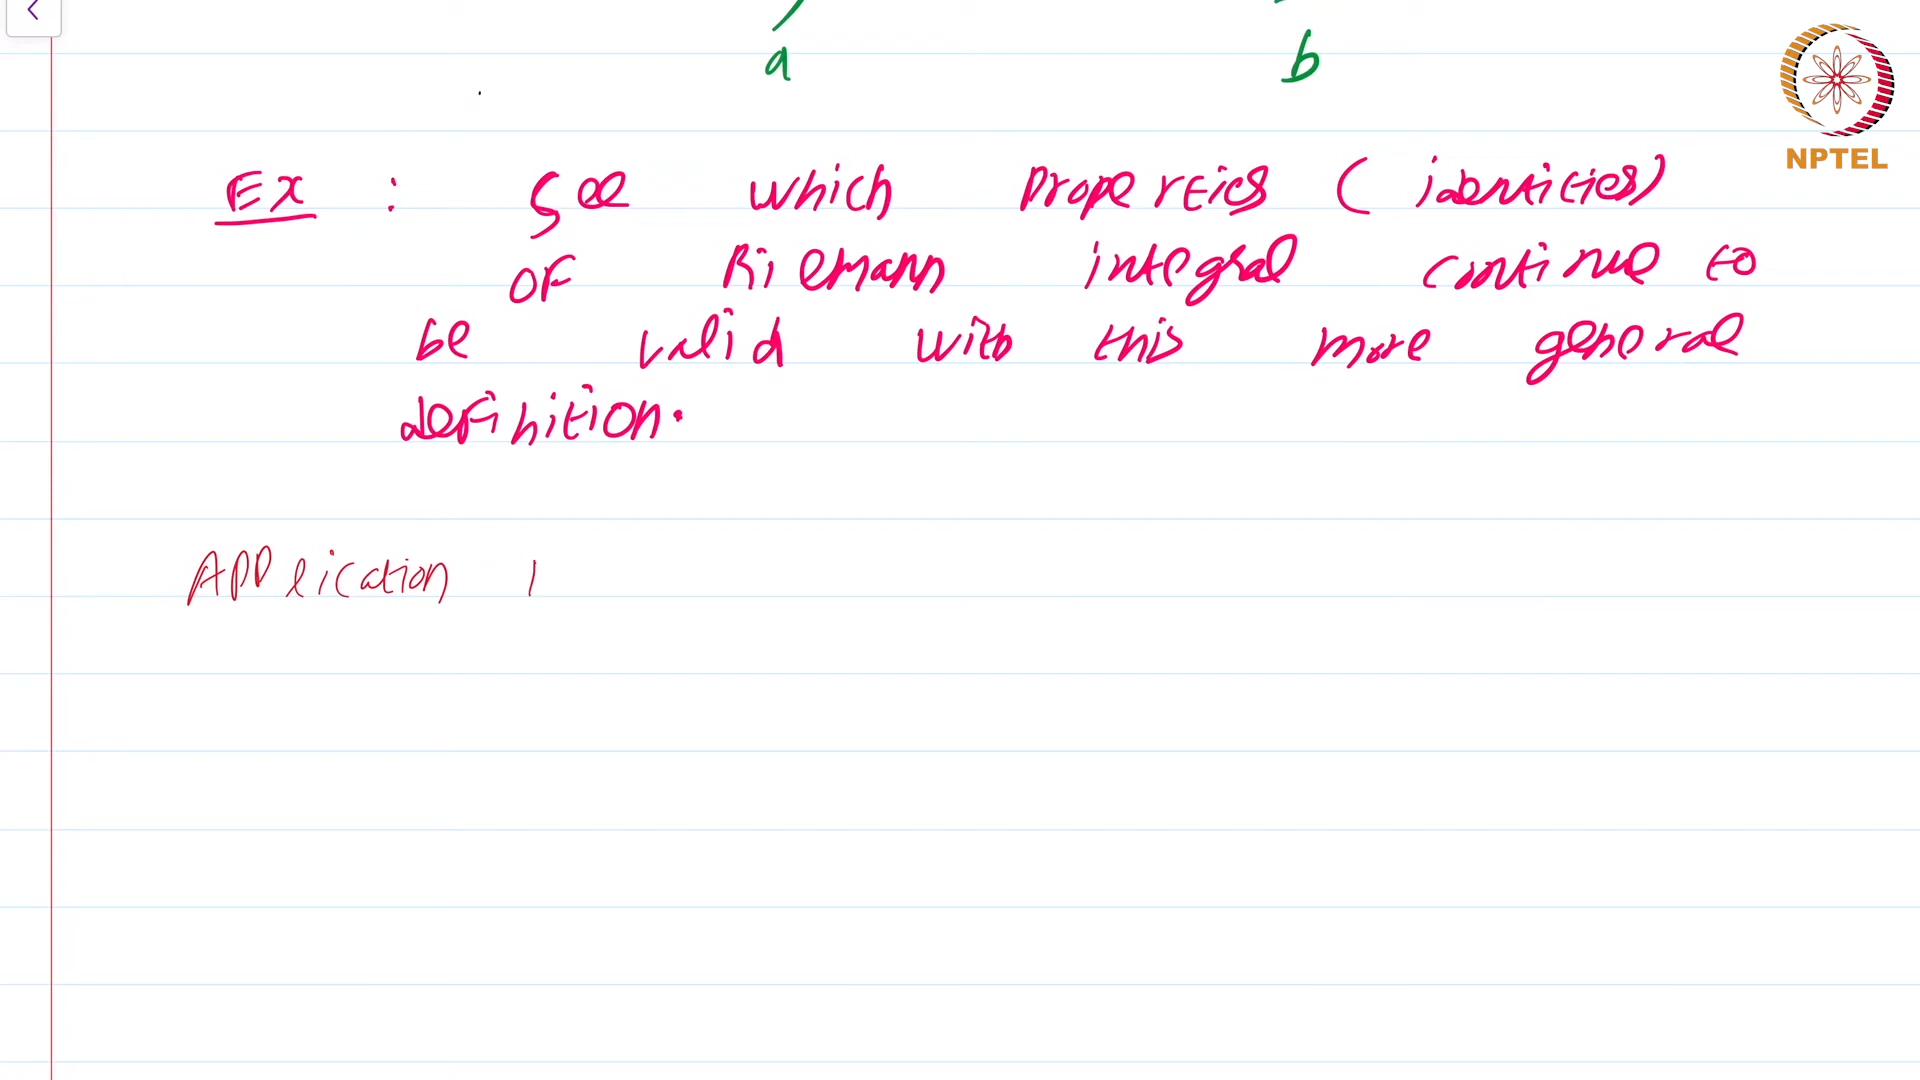 a b
NPTEL
Ex : See which Properties (identities)
OF Riemann integral continue to
be valid with this more general
definition.
Application 1